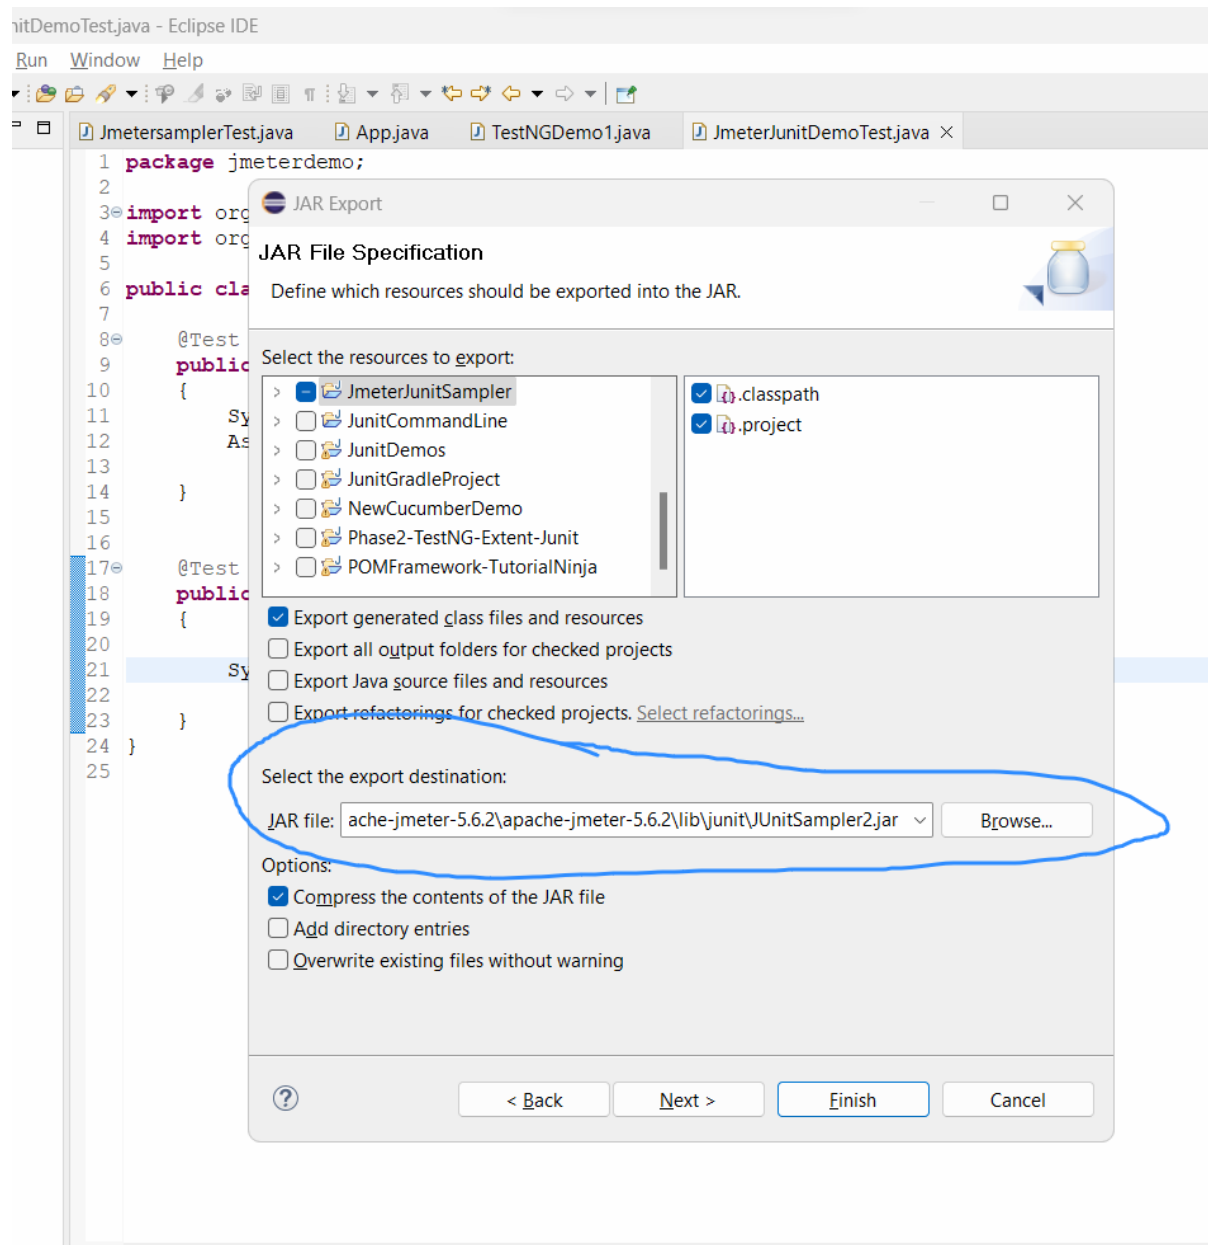 nitDemoTest.java - Eclipse IDE
Run Window Help
JmetersamplerTest.java App.java TestNGDemo1.java JmeterJunitDemoTest.java
1 package jmeterdemo;
2
3 import org
4 import org
5
6 public cla
7
8 @Test
9 public
10 {
11 Sy
12 As
13
14 }
15
16
17 @Test
18 public
19 {
20
21 Sy
22
23 }
24 }
25
JAR Export
JAR File Specification
Define which resources should be exported into the JAR.
Select the resources to export:
JmeterJunitSampler
JunitCommandLine
JunitDemos
JunitGradleProject
NewCucumberDemo
Phase2-TestNG-Extent-Junit
POMFramework-TutorialNinja
.classpath
.project
Export generated class files and resources
Export all output folders for checked projects
Export Java source files and resources
Export refactorings for checked projects. Select refactorings...
Select the export destination:
JAR file: ache-jmeter-5.6.2\apache-jmeter-5.6.2\lib\junit\JUnitSampler2.jar Browse...
Options:
Compress the contents of the JAR file
Add directory entries
Overwrite existing files without warning
? < Back Next > Finish Cancel